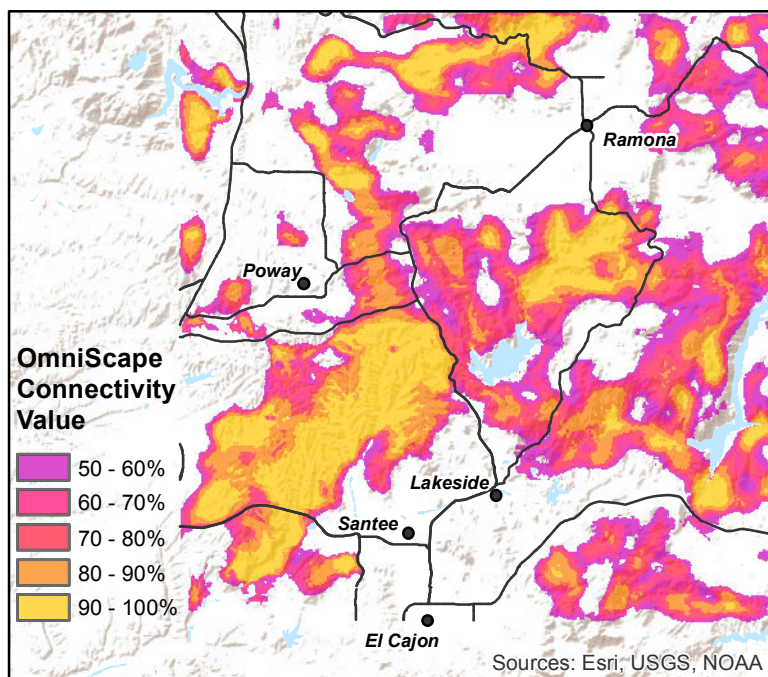 Ramona
Poway
OmniScape
Connectivity
Value
50 - 60%
60 - 70%
70 - 80%
80 - 90%
90 - 100%
Lakeside
Santee
El Cajon
Sources: Esri, USGS, NOAA